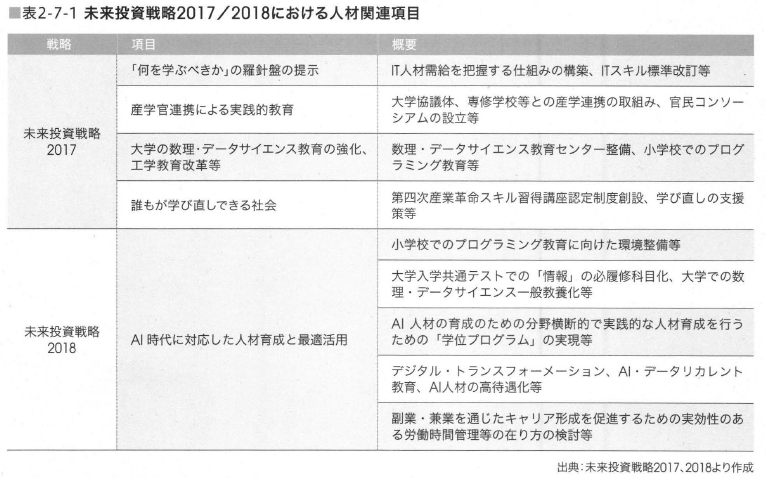 ■表2-7-1 未来投資戦略2017／2018における人材関連項目
戦略 項目 概要
未来投資戦略
2017
「何を学ぶべきか」の羅針盤の提示
IT人材需給を把握する仕組みの構築、ITスキル標準改訂等
産学官連携による実践的教育
大学協議体、専修学校等との産学連携の取組み、官民コンソー
シアムの設立等
大学の数理・データサイエンス教育の強化、
工学教育改革等
数理・データサイエンス教育センター整備、小学校でのプログ
ラミング教育等
誰もが学び直しできる社会
第四次産業革命スキル習得講座認定制度創設、学び直しの支援
策等
未来投資戦略
2018
AI時代に対応した人材育成と最適活用
小学校でのプログラミング教育に向けた環境整備等
大学入学共通テストでの「情報」の必履修科目化、大学での数
理・データサイエンス一般教養化等
AI 人材の育成のための分野横断的で実践的な人材育成を行う
ための「学位プログラム」の実現等
デジタル・トランスフォーメーション、AI・データリカレント
教育、AI人材の高待遇化等
副業・兼業を通じたキャリア形成を促進するための実効性のあ
る労働時間管理等の在り方の検討等
出典：未来投資戦略2017、2018より作成